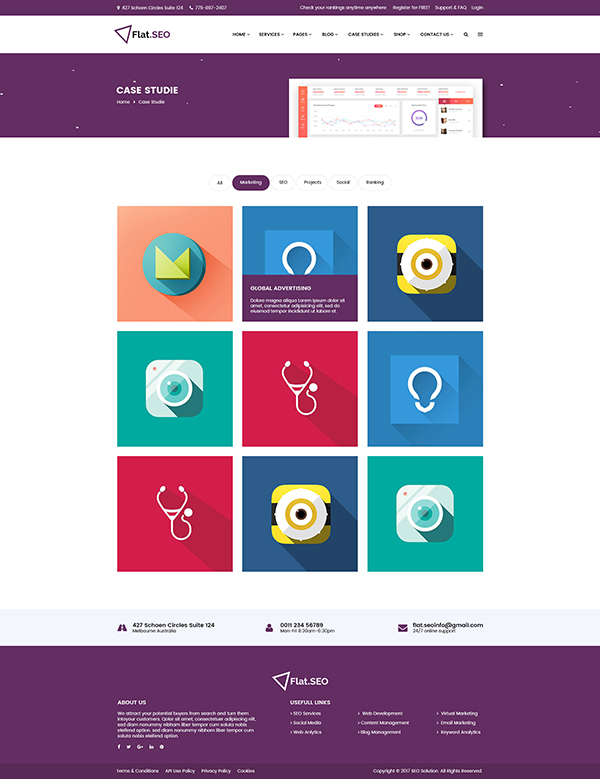 427 Schoen Circles Suite 124 779-897-2407 Check your rankings anytime anywhere Register for FREE! Support & FAQ Login
Flat.SEO HOME SERVICES PAGES BLOG CASE STUDIES SHOP CONTACT US
CASE STUDIE
Home Case Studie
All Marketing SEO Projects Social Ranking
GLOBAL ADVERTISING
Dolore magna aliqua Lorem ipsum dolor sit
amet, consectetur adipisicing elit, sed do
eiusmod tempor incididunt ut labore et
427 Schoen Circles Suite 124 0011 234 56789 flat.seoinfo@gmail.com
Melbourne Australia Mon-Fri 8:30am-6:30pm 24/7 online support
Flat.SEO
ABOUT US USEFULL LINKS
We attract your potential buyers from search and turn them
intoyour customers. Qolor sit amet, consectetuer adipiscing elit,
sed diam nonummy nibham liber tempor cum soluta nobis
eleifend option. sed diam nonummy nibham liber tempor cum
soluta nobis eleifend option.
SEO Services Web Development Virtual Marketing
Social Media Content Management Email Marketing
Web Anlytics Blog Management Keyword Analytics
Terms & Conditions API Use Policy Privacy Policy Cookies Copyright © 2017 SEO Solution. All Rights Reserved.